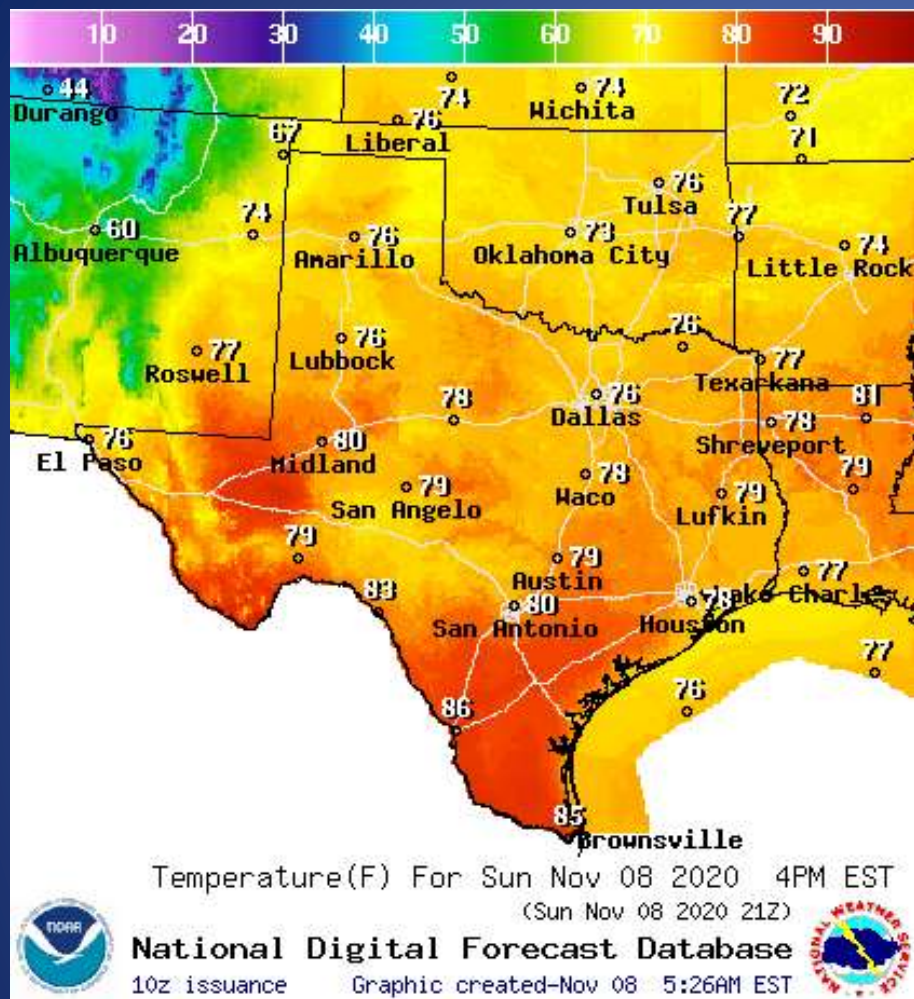 10 20 30 40 50 60 70 80 90
44 74 74 72
Durango 76 Wichita
67 Liberal 71
76
Tulsa
60 74 76 73 77 74
Albuquerque Amarillo Oklahoma City Little Rock
77 76 76 77
Roswell Lubbock Texarkana
78 76 78 81
Dallas Shreveport
76 80
El Paso Midland
79 78 79 79
San Angelo Waco Lufkin
79 79 77
Austin Lake Charles
83 80 78
San Antonio Houston
77
86 76
85
Brownsville
Temperature(F) For Sun Nov 08 2020 4PM EST
(Sun Nov 08 2020 21Z)
NOAA
National Digital Forecast Database
10z issuance Graphic created-Nov 08 5:26AM EST
NATIONAL WEATHER SERVICE